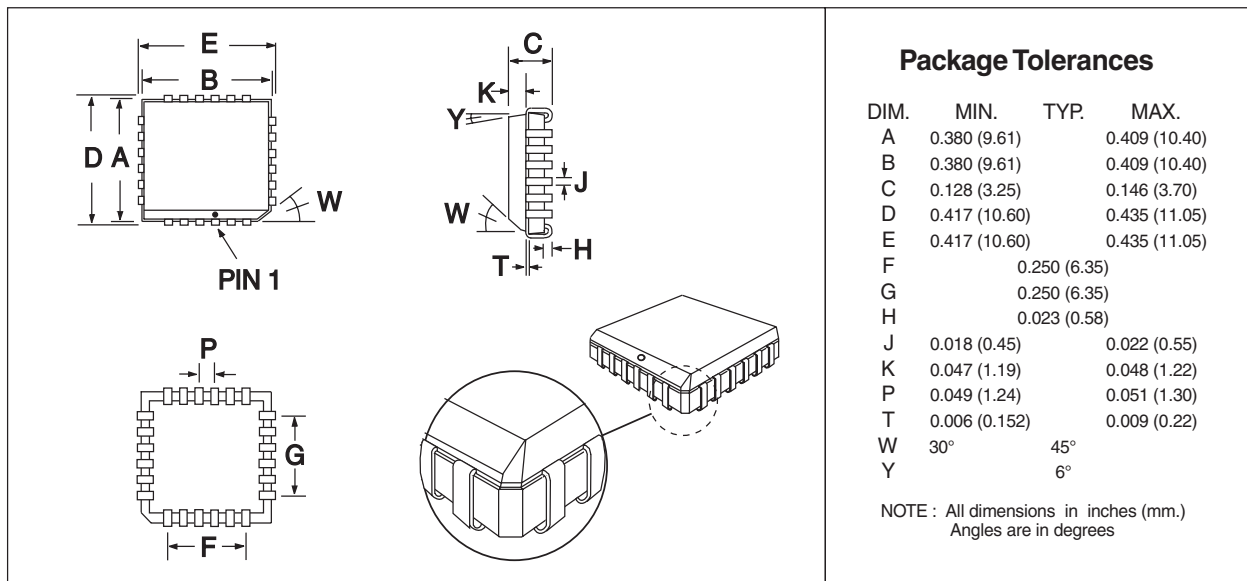 E
B
D
A
W
PIN 1
C
K
Y
J
W
H
T
P
G
F
Package Tolerances
DIM. MIN. TYP. MAX.
A 0.380 (9.61) 0.409 (10.40)
B 0.380 (9.61) 0.409 (10.40)
C 0.128 (3.25) 0.146 (3.70)
D 0.417 (10.60) 0.435 (11.05)
E 0.417 (10.60) 0.435 (11.05)
F 0.250 (6.35)
G 0.250 (6.35)
H 0.023 (0.58)
J 0.018 (0.45) 0.022 (0.55)
K 0.047 (1.19) 0.048 (1.22)
P 0.049 (1.24) 0.051 (1.30)
T 0.006 (0.152) 0.009 (0.22)
W 30° 45°
Y 6°
NOTE : All dimensions in inches (mm.)
Angles are in degrees